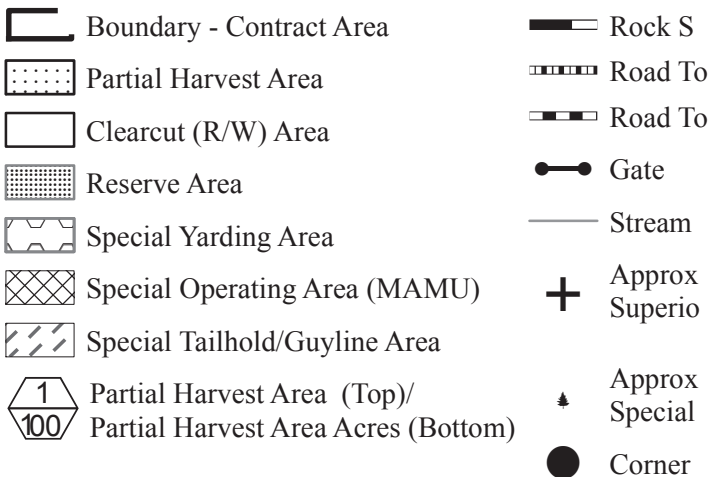 Boundary - Contract Area
Partial Harvest Area
Clearcut (R/W) Area
Reserve Area
Special Yarding Area
Special Operating Area (MAMU)
Special Tailhold/Guyline Area
1
100
Partial Harvest Area (Top)/
Partial Harvest Area Acres (Bottom)
Rock S
Road To
Road To
Gate
Stream
Approx
Superio
Approx
Special
Corner